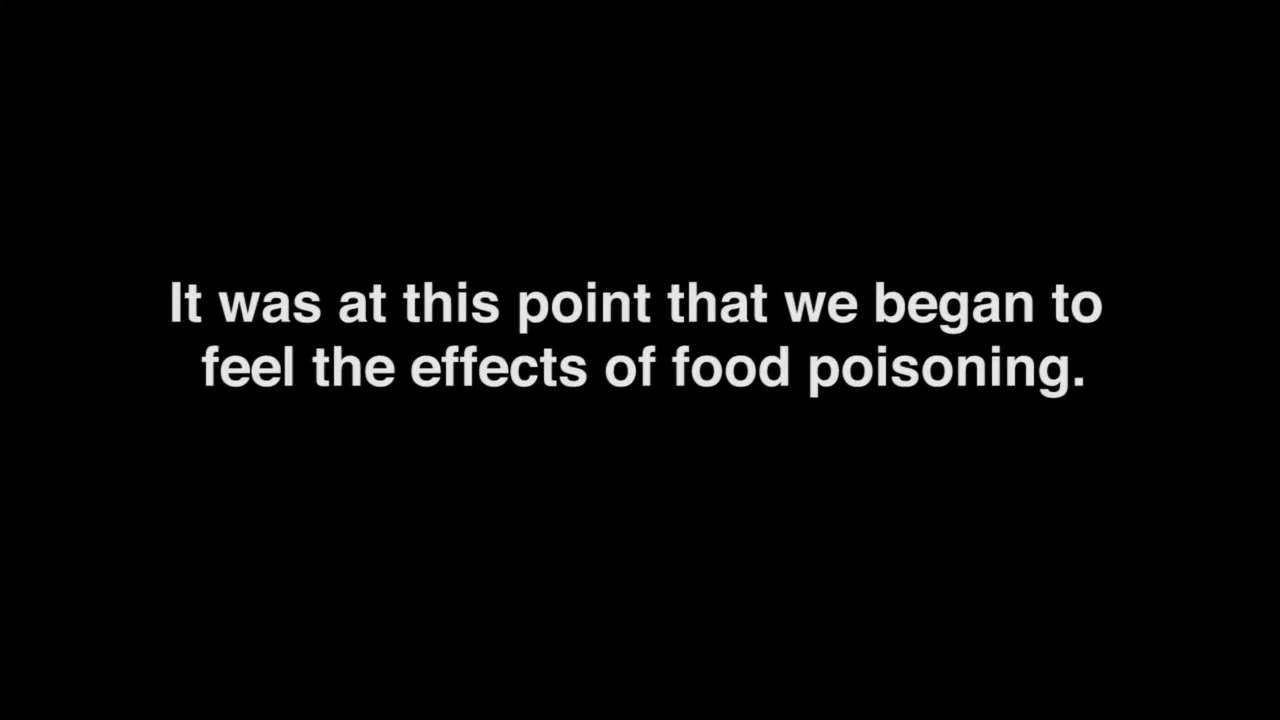 It was at this point that we began to
feel the effects of food poisoning.